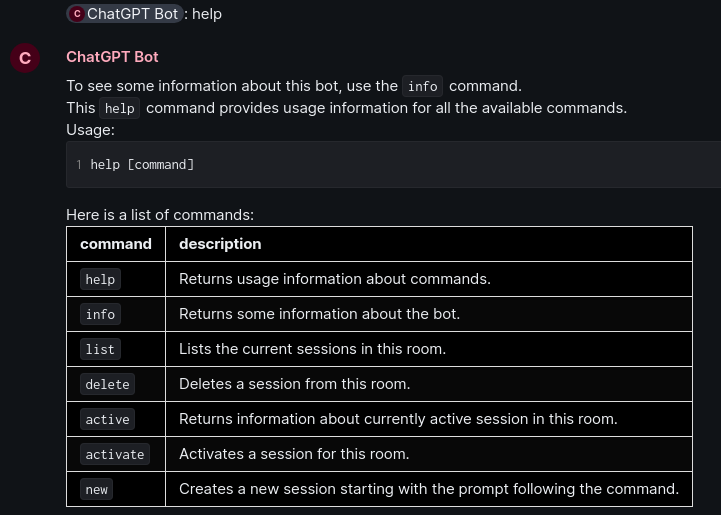 C ChatGPT Bot : help
C
ChatGPT Bot
To see some information about this bot, use the info command.
This help command provides usage information for all the available commands.
Usage:
1 help [command]
Here is a list of commands:
command description
help Returns usage information about commands.
info Returns some information about the bot.
list Lists the current sessions in this room.
delete Deletes a session from this room.
active Returns information about currently active session in this room.
activate Activates a session for this room.
new Creates a new session starting with the prompt following the command.